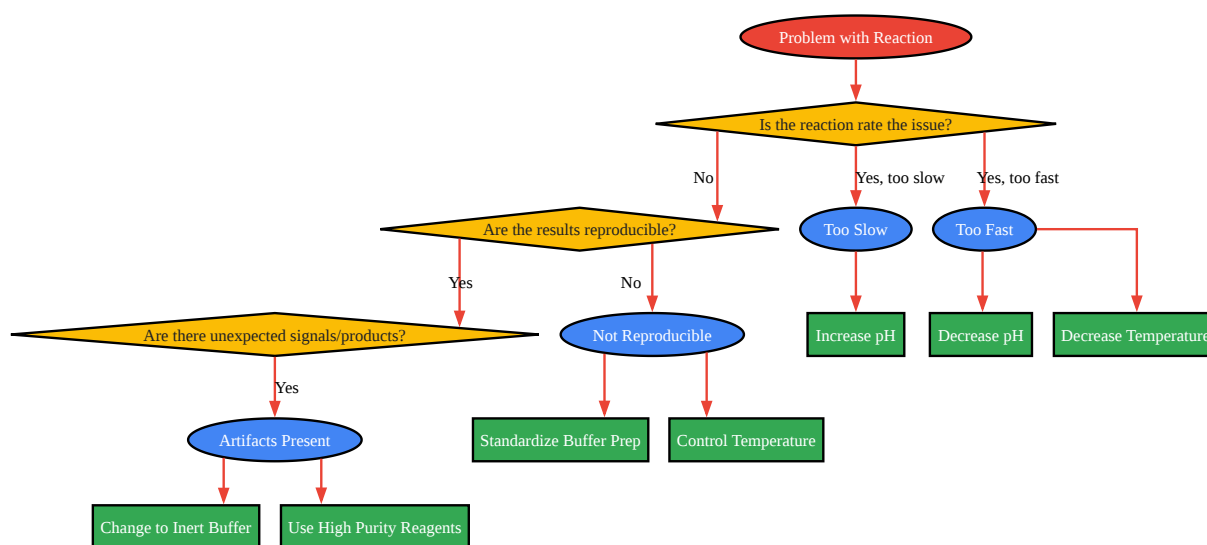 Problem with Reaction
Is the reaction rate the issue?
No
Yes, too slow
Yes, too fast
Are the results reproducible?
Too Slow
Too Fast
Yes
No
Are there unexpected signals/products?
Not Reproducible
Increase pH
Decrease pH
Decrease Temperature
Yes
Artifacts Present
Standardize Buffer Prep
Control Temperature
Change to Inert Buffer
Use High Purity Reagents